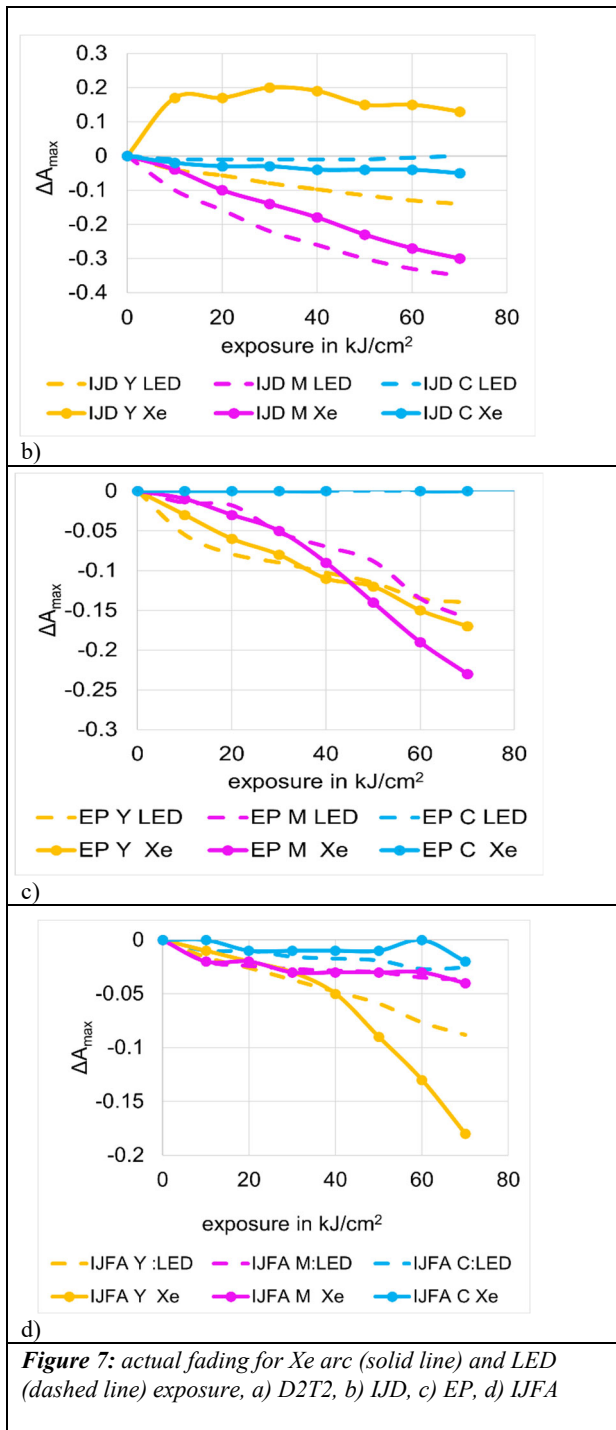 0.3
0.2
0.1
0
-0.1
-0.2
-0.3
-0.4
ΔAmax
0 20 40 60 80
exposure in kJ/cm²
IJD Y LED IJD M LED IJD C LED
IJD Y Xe IJD M Xe IJD C Xe
b)
0
-0.05
-0.1
-0.15
-0.2
-0.25
-0.3
ΔAmax
0 20 40 60 80
exposure in kJ/cm²
EP Y LED EP M LED EP C LED
EP Y Xe EP M Xe EP C Xe
c)
0
-0.05
-0.1
-0.15
-0.2
ΔAmax
0 20 40 60 80
exposure in kJ/cm²
IJFA Y :LED IJFA M:LED IJFA C:LED
IJFA Y Xe IJFA M Xe IJFA C Xe
d)
Figure 7: actual fading for Xe arc (solid line) and LED
(dashed line) exposure, a) D2T2, b) IJD, c) EP, d) IJFA